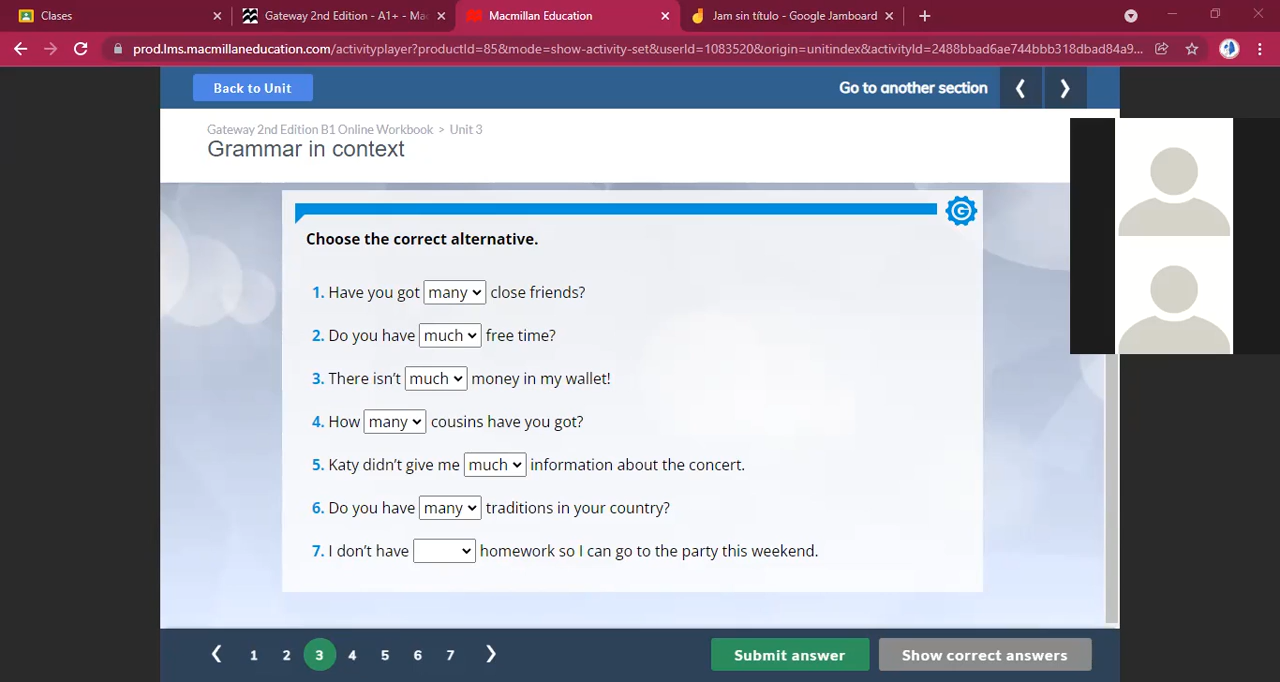 Classes
Gateway 2nd Edition - A1+ - Ma
Macmillan Education
Jam sin título - Google Jamboard
prod.lms.macmillaneducation.com/activityplayer?productId=85&mode=show-activity-set&userId=1083520&origin=unitindex&activityId=2488bbad6ae744bbb318dbad84a9...
Back to Unit
Go to another section
Gateway 2nd Edition B1 Online Workbook > Unit 3
Grammar in context
Choose the correct alternative.
1. Have you got many close friends?
2. Do you have much free time?
3. There isn't much money in my wallet!
4. How many cousins have you got?
5. Katy didn't give me much information about the concert.
6. Do you have many traditions in your country?
7. I don't have homework so I can go to the party this weekend.
1 2 3 4 5 6 7
Submit answer
Show correct answers